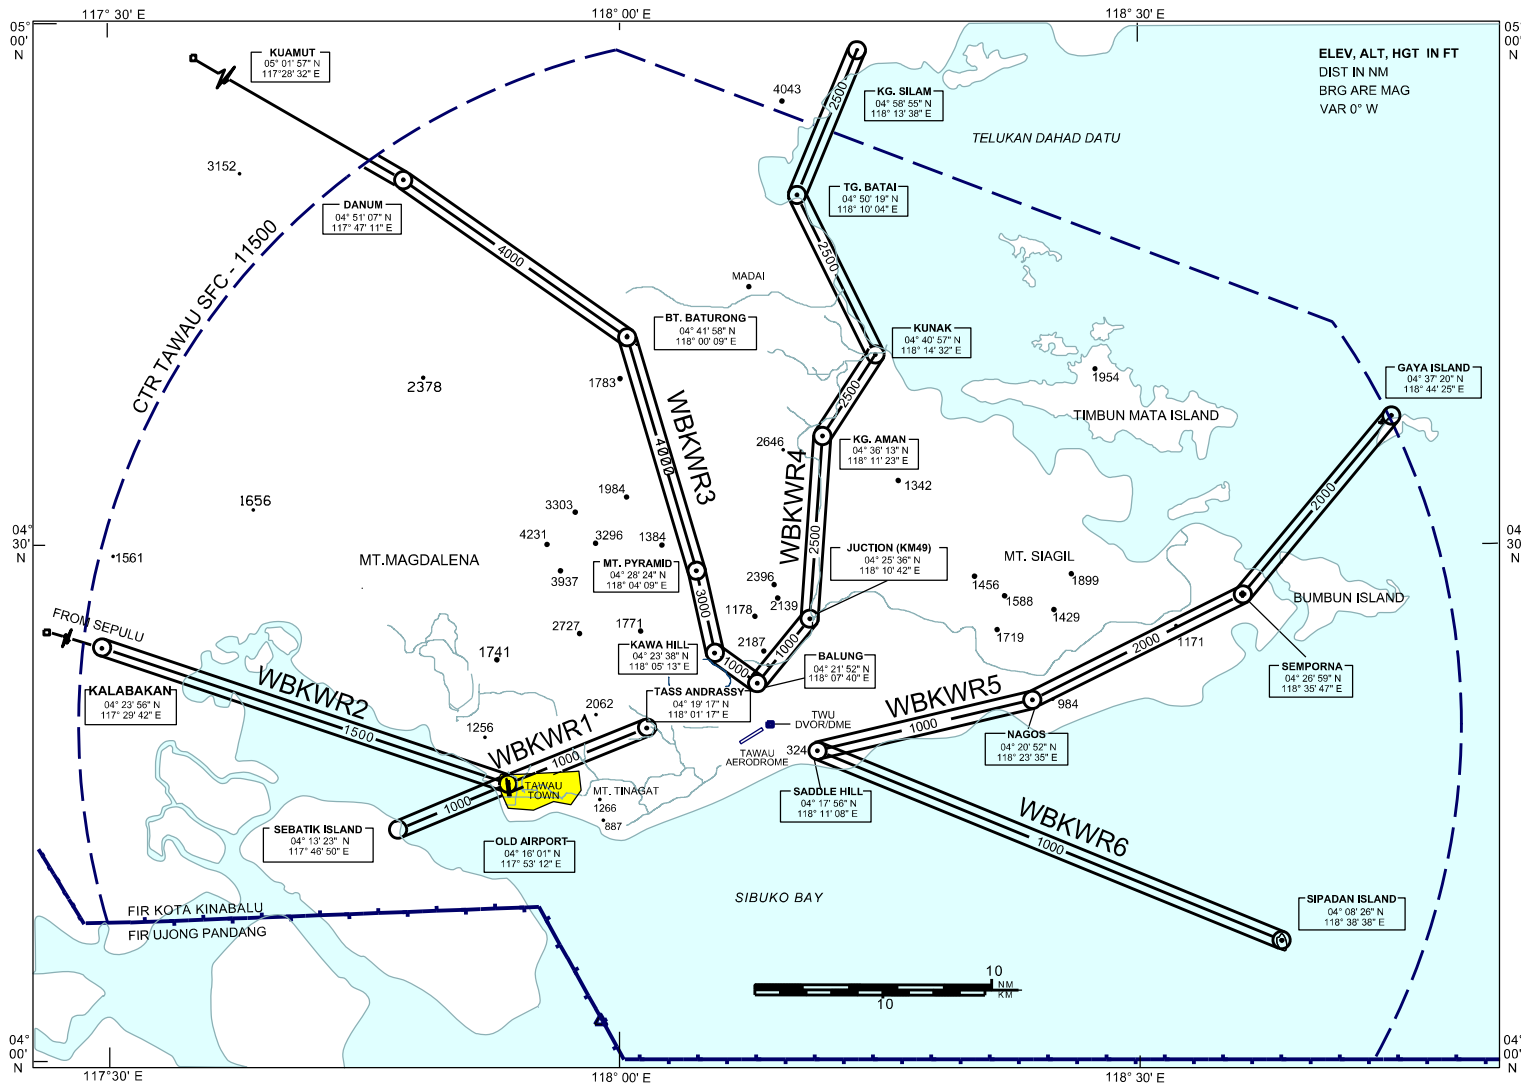 117° 30' E
118° 00' E
118° 30' E
05°
00'
N
05°
00'
N
KUAMUT
05° 01' 57" N
117°28' 32" E
ELEV, ALT, HGT IN FT
DIST IN NM
BRG ARE MAG
VAR 0° W
4043
2500
KG. SILAM
04° 58' 55" N
118° 13' 38" E
TELUKAN DAHAD DATU
3152
DANUM
04° 51' 07" N
117° 47' 11" E
TG. BATAI
04° 50' 19" N
118° 10' 04" E
CTR TAWAU SFC - 11500
4000
2500
MADAI
BT. BATURONG
04° 41' 58" N
118° 00' 09" E
KUNAK
04° 40' 57" N
118° 14' 32" E
2378
1783
2500
1954
GAYA ISLAND
04° 37' 20" N
118° 44' 25" E
TIMBUN MATA ISLAND
WBKWR3
4000
2646
WBKWR4
KG. AMAN
04° 36' 13" N
118° 11' 23" E
1342
2000
1656
1984
3303
04°
30'
N
04°
30'
N
1561
4231
3296
1384
2500
JUCTION (KM49)
04° 25' 36" N
118° 10' 42" E
MT.MAGDALENA
3937
MT. PYRAMID
04° 28' 24" N
118° 04' 09" E
MT. SIAGIL
2396
2139
1456
1899
1588
1429
BUMBUN ISLAND
3000
1178
FROM SEPULU
2727
1771
1719
1171
2000
KAWA HILL
04° 23' 38" N
118° 05' 13" E
2187
1000
1000
BALUNG
04° 21' 52" N
118° 07' 40" E
SEMPORNA
04° 26' 59" N
118° 35' 47" E
1741
KALABAKAN
04° 23' 56" N
117° 29' 42" E
WBKWR2
1500
TASS ANDRASSY
04° 19' 17" N
118° 01' 17" E
WBKWR5
1000
984
2062
1256
WBKWR1
1000
TWU
DVOR/DME
NAGOS
04° 20' 52" N
118° 23' 35" E
TAWAU
AERODROME
324
TAWAU
TOWN
MT. TINAGAT
1266
887
1000
SADDLE HILL
04° 17' 56" N
118° 11' 08" E
WBKWR6
1000
SEBATIK ISLAND
04° 13' 23" N
117° 46' 50" E
OLD AIRPORT
04° 16' 01" N
117° 53' 12" E
SIBUKO BAY
SIPADAN ISLAND
04° 08' 26" N
118° 38' 38" E
FIR KOTA KINABALU
FIR UJONG PANDANG
10
NM
KM
10
04°
00'
N
04°
00'
N
117°30' E
118° 00' E
118°30' E